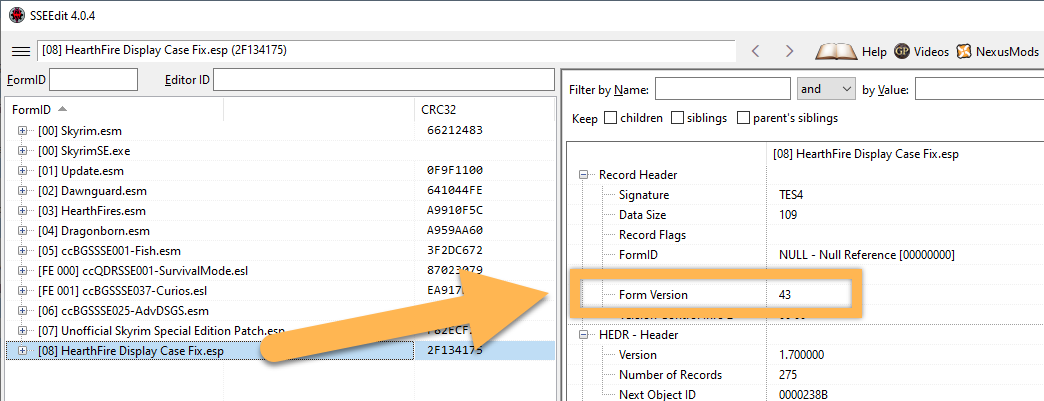 SSEEdit 4.0.4
[08] HearthFire Display Case Fix.esp (2F134175)
Help GP Videos NexusMods
FormID
Editor ID
FormID CRC32
[00] Skyrim.esm 66212483
[00] SkyrimSE.exe
[01] Update.esm 0F9F1100
[02] Dawnguard.esm 641044FE
[03] HearthFires.esm A9910F5C
[04] Dragonborn.esm A959AA60
[05] ccBGSSSE001-Fish.esm 3F2DC672
[FE 000] ccQDRSSE001-SurvivalMode.esl
[FE 001] ccBGSSSE037-Curios.esl
[06] ccBGSSSE025-AdvDSGS.esm
[07] Unofficial Skyrim Special Edition Patch.esp
[08] HearthFire Display Case Fix.esp 2F134175
Filter by Name: and by Value:
Keep children siblings parent's siblings
[08] HearthFire Display Case Fix.esp
Record Header
Signature TES4
Data Size 109
Record Flags
FormID NULL - Null Reference [00000000]
Form Version 43
HEDR - Header
Version 1.700000
Number of Records 275
Next Object ID 0000238B